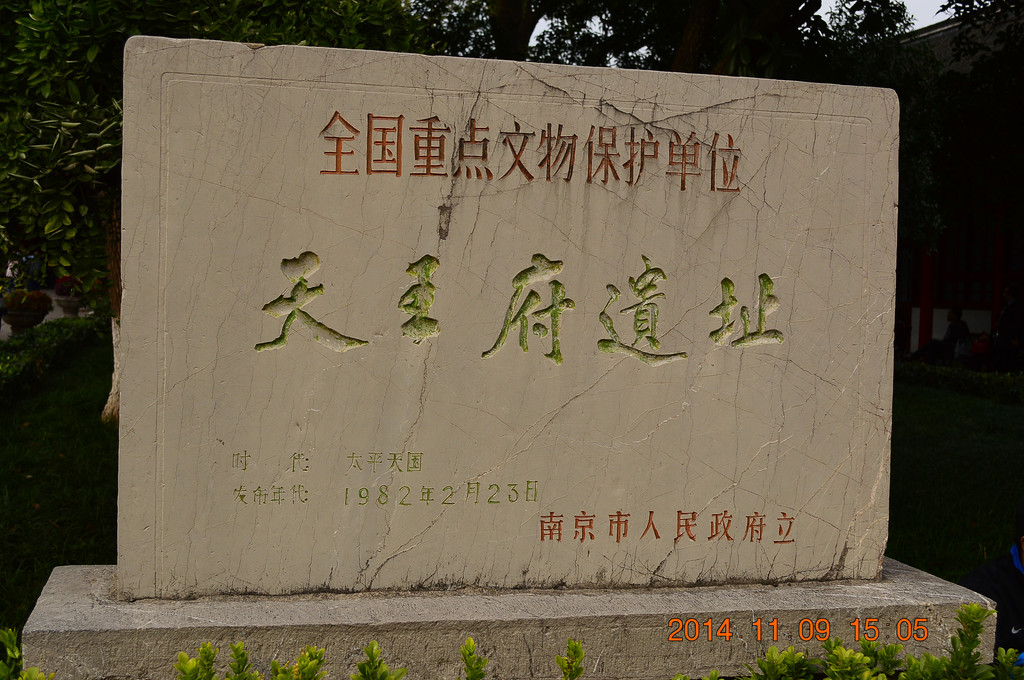 全国重点文物保护单位
天王府遗址
时 代: 太平天国
发布年代: 1982年2月23日
南京市人民政府立
2014 11 09 15 05